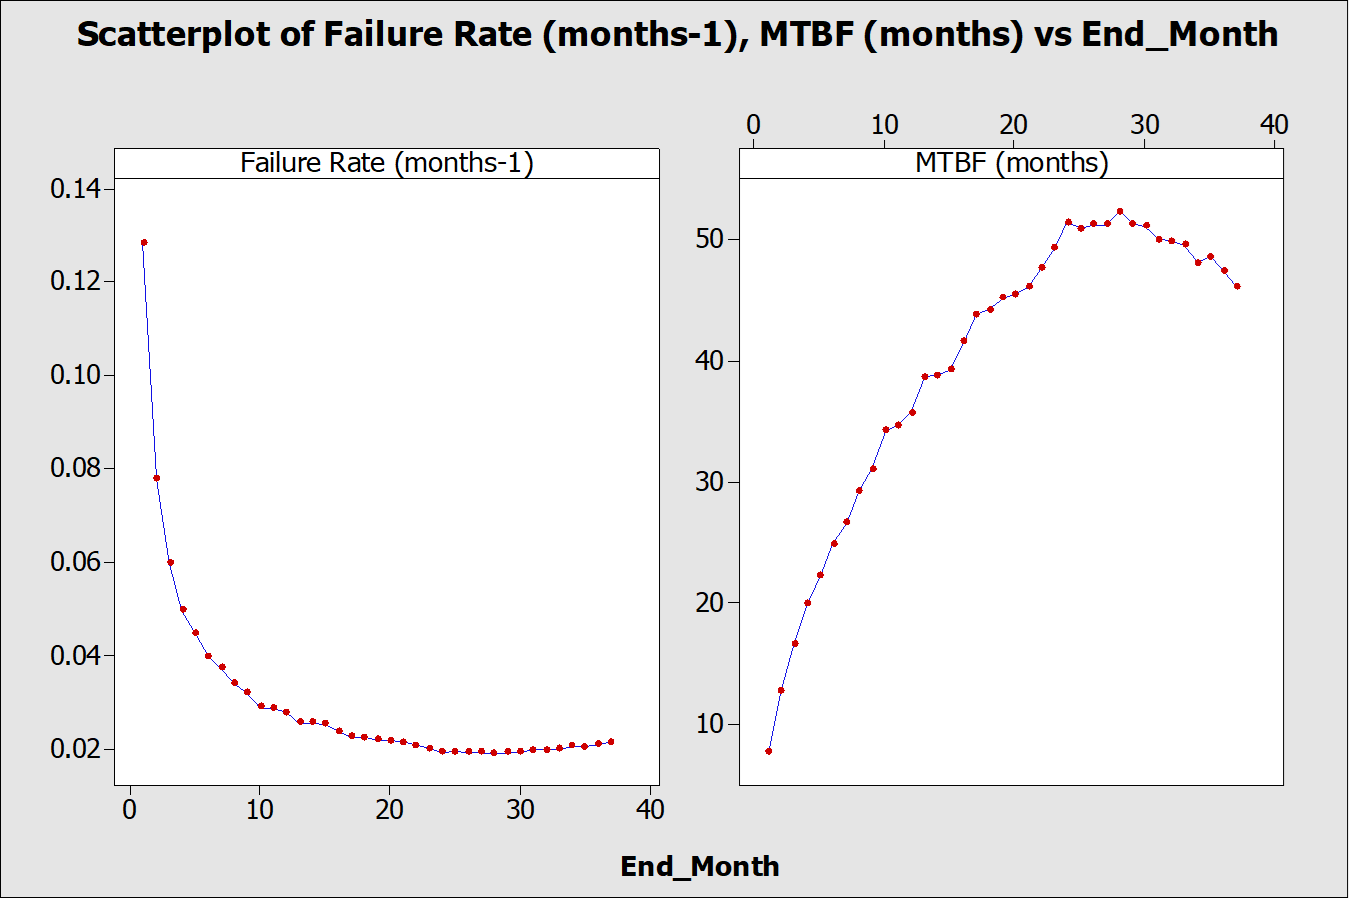 Scatterplot of Failure Rate (months-1), MTBF (months) vs End_Month
0 10 20 30 40
Failure Rate (months-1)
MTBF (months)
0.14
0.12
0.10
0.08
0.06
0.04
0.02
50
40
30
20
10
0 10 20 30 40
End_Month